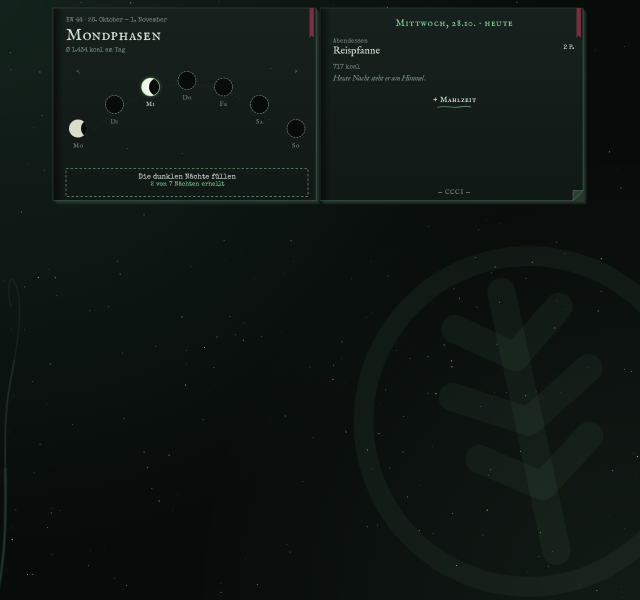 KW 44 · 26. Oktober – 1. November
Mondphasen
Ø 1.434 kcal am Tag
‹ ›
Mo
Di
Mi
Do
Fr
Sa
So
Die dunklen Nächte füllen
2 von 7 Nächten erhellt
Mittwoch, 28.10. · heute
Abendessen
Reispfanne
2 P.
717 kcal
Heute Nacht steht er am Himmel.
+ Mahlzeit
— CCCI —